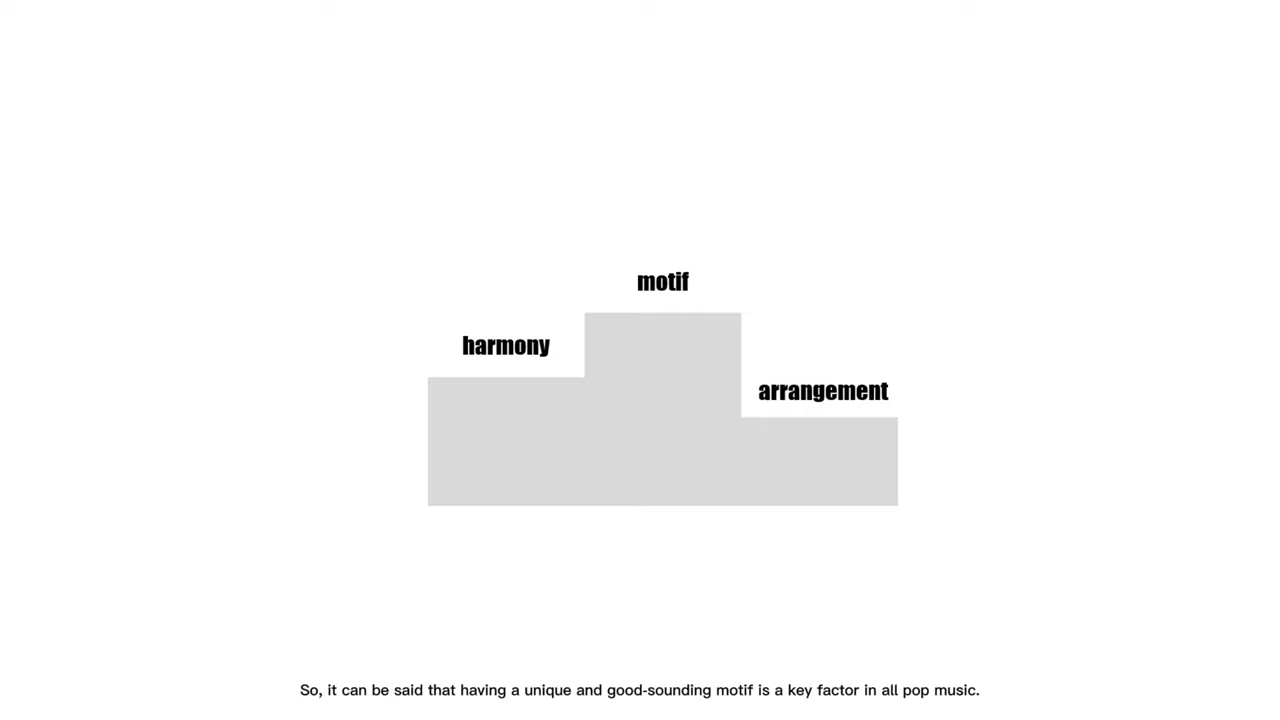 motif
harmony
arrangement
So, it can be said that having a unique and good-sounding motif is a key factor in all pop music.